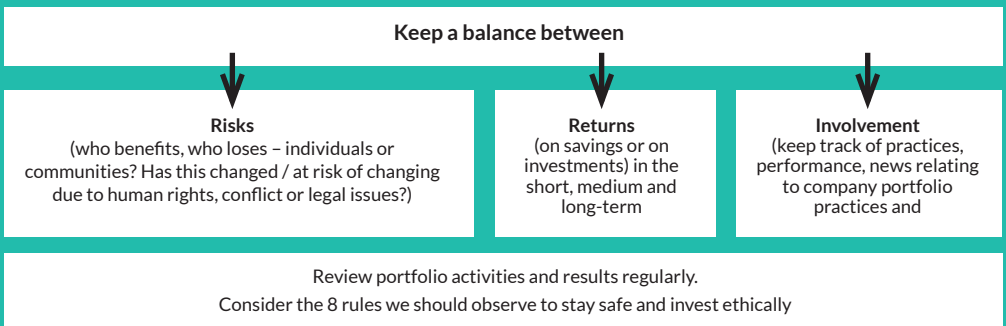 Keep a balance between
Risks
(who benefits, who loses – individuals or
communities? Has this changed / at risk of changing
due to human rights, conflict or legal issues?)
Returns
(on savings or on
investments) in the
short, medium and
long-term
Involvement
(keep track of practices,
performance, news relating
to company portfolio
practices and
Review portfolio activities and results regularly.
Consider the 8 rules we should observe to stay safe and invest ethically